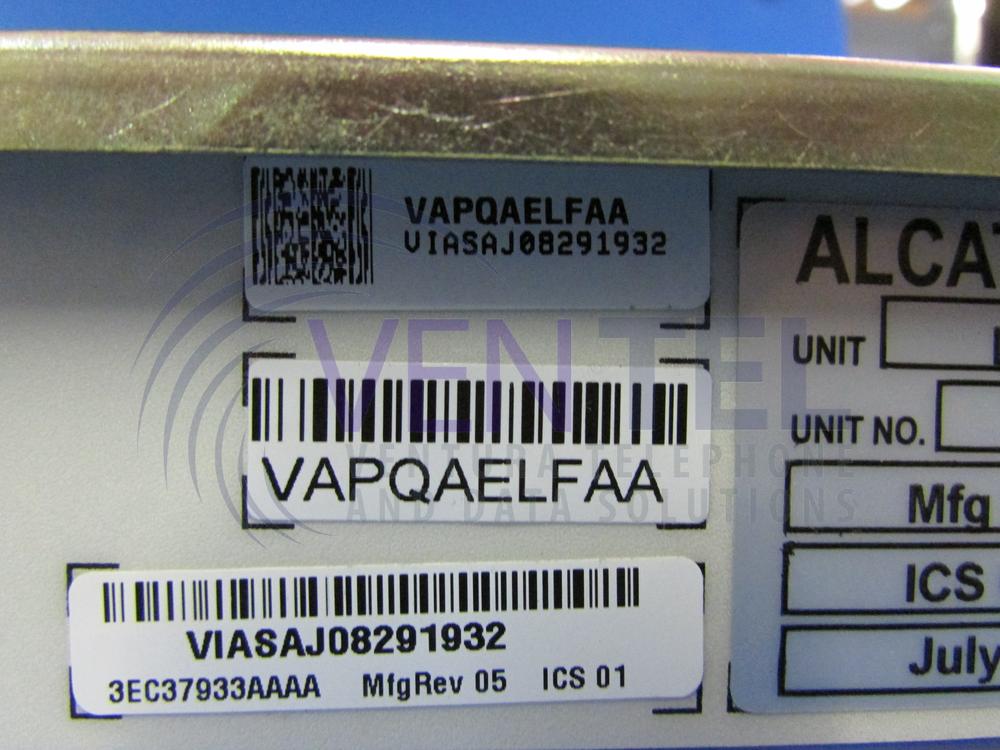 VAPQAELFAA
VIASAJ08291932
ALCA
UNIT
UNIT NO.
VENTEL
VENTURA TELEPHONE
AND DATA SOLUTIONS
VAPQAELFAA
Mfg
ICS
July
VIASAJ08291932
3EC37933AAAA MfgRev 05 ICS 01